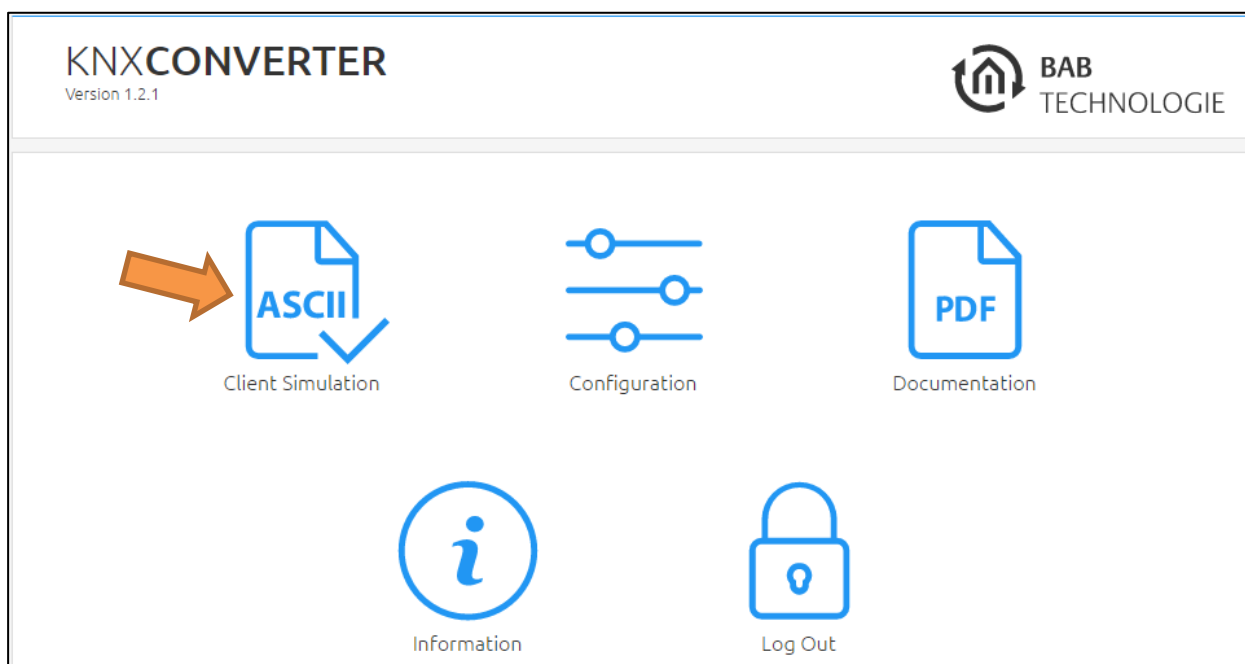 KNXCONVERTER
Version 1.2.1
BAB
TECHNOLOGIE
ASCII
PDF
Client Simulation
Configuration
Documentation
i
Information
Log Out